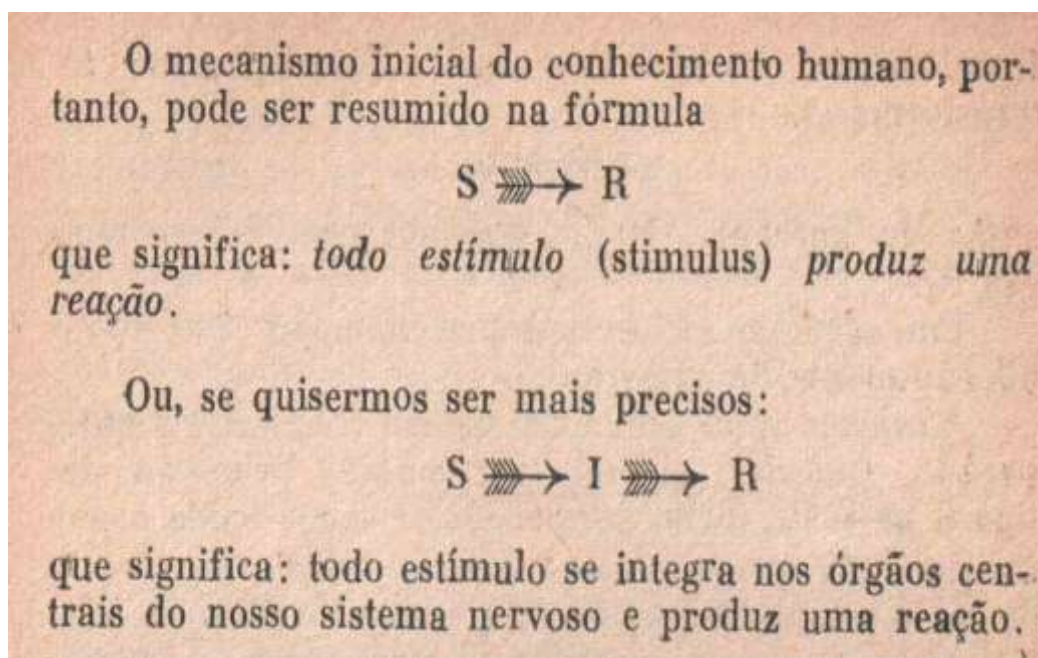 O mecanismo inicial do conhecimento humano, por-
tanto, pode ser resumido na fórmula
S ➳ R
que significa: todo estímulo (stimulus) produz uma
reação.
Ou, se quisermos ser mais precisos:
S ➳ I ➳ R
que significa: todo estímulo se integra nos órgãos cen-
trais do nosso sistema nervoso e produz uma reação.